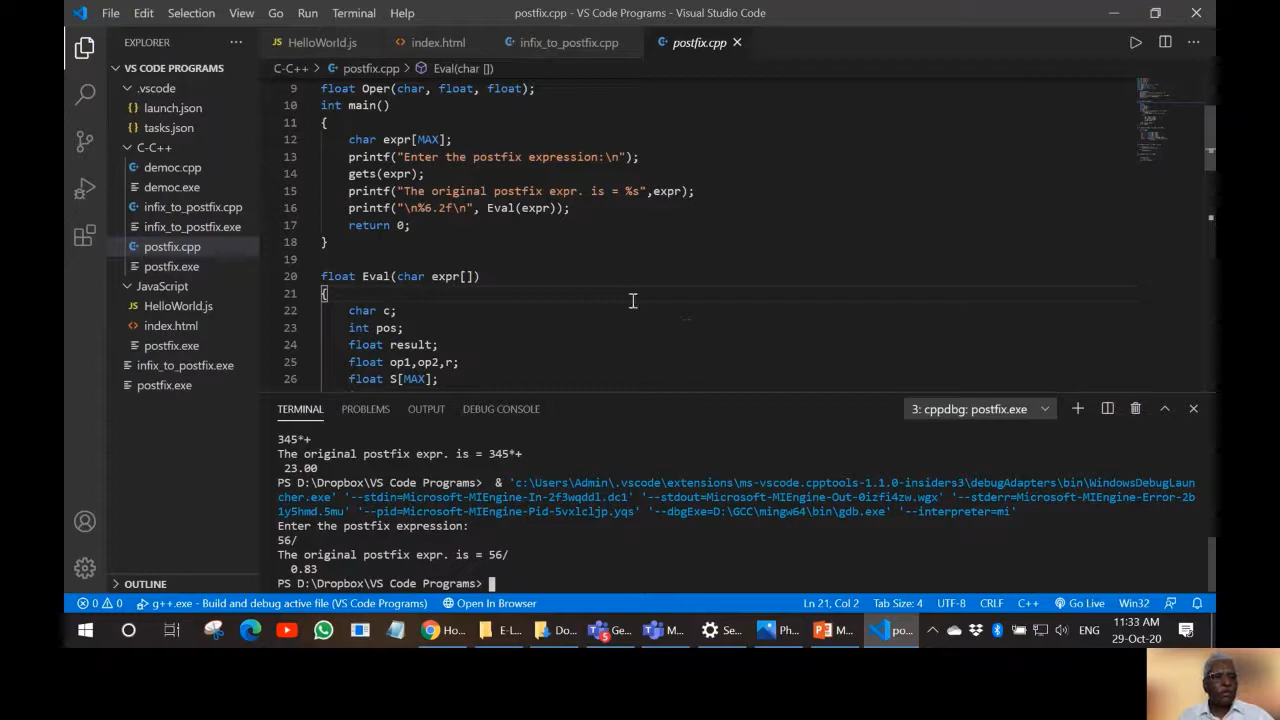 File Edit Selection View Go Run Terminal Help
postfix.cpp - VS Code Programs - Visual Studio Code
EXPLORER
HelloWorld.js
index.html
infix_to_postfix.cpp
postfix.cpp
VS CODE PROGRAMS
.vscode
launch.json
tasks.json
C-C++
democ.cpp
democ.exe
infix_to_postfix.cpp
infix_to_postfix.exe
postfix.cpp
postfix.exe
JavaScript
HelloWorld.js
index.html
postfix.exe
infix_to_postfix.exe
postfix.exe
OUTLINE
C-C++ > postfix.cpp > Eval(char [])
9 float Oper(char, float, float);
10 int main()
11 {
12 char expr[MAX];
13 printf("Enter the postfix expression:\n");
14 gets(expr);
15 printf("The original postfix expr. is = %s",expr);
16 printf("\n%6.2f\n", Eval(expr));
17 return 0;
18 }
19
20 float Eval(char expr[])
21 {
22 char c;
23 int pos;
24 float result;
25 float op1,op2,r;
26 float S[MAX];
TERMINAL PROBLEMS OUTPUT DEBUG CONSOLE
3: cppdbg: postfix.exe
345*+
The original postfix expr. is = 345*+
23.00
PS D:\Dropbox\VS Code Programs> & 'c:\Users\Admin\.vscode\extensions\ms-vscode.cpptools-1.1.0-insiders3\debugAdapters\bin\WindowsDebugLaun
cher.exe' '--stdin=Microsoft-MIEngine-In-2f3wqddl.dc1' '--stdout=Microsoft-MIEngine-Out-0izfi4zw.wgx' '--stderr=Microsoft-MIEngine-Error-2b
1y5hmd.5mu' '--pid=Microsoft-MIEngine-Pid-5vxlcljp.yqs' '--dbgExe=D:\GCC\mingw64\bin\gdb.exe' '--interpreter=mi'
Enter the postfix expression:
56/
The original postfix expr. is = 56/
0.83
PS D:\Dropbox\VS Code Programs>
0 0 g++.exe - Build and debug active file (VS Code Programs) Open In Browser
Ln 21, Col 2 Tab Size: 4 UTF-8 CRLF C++ Go Live Win32
Ho... E-L... Do... Ge... M... Se... Ph... M... po...
ENG
11:33 AM
29-Oct-20